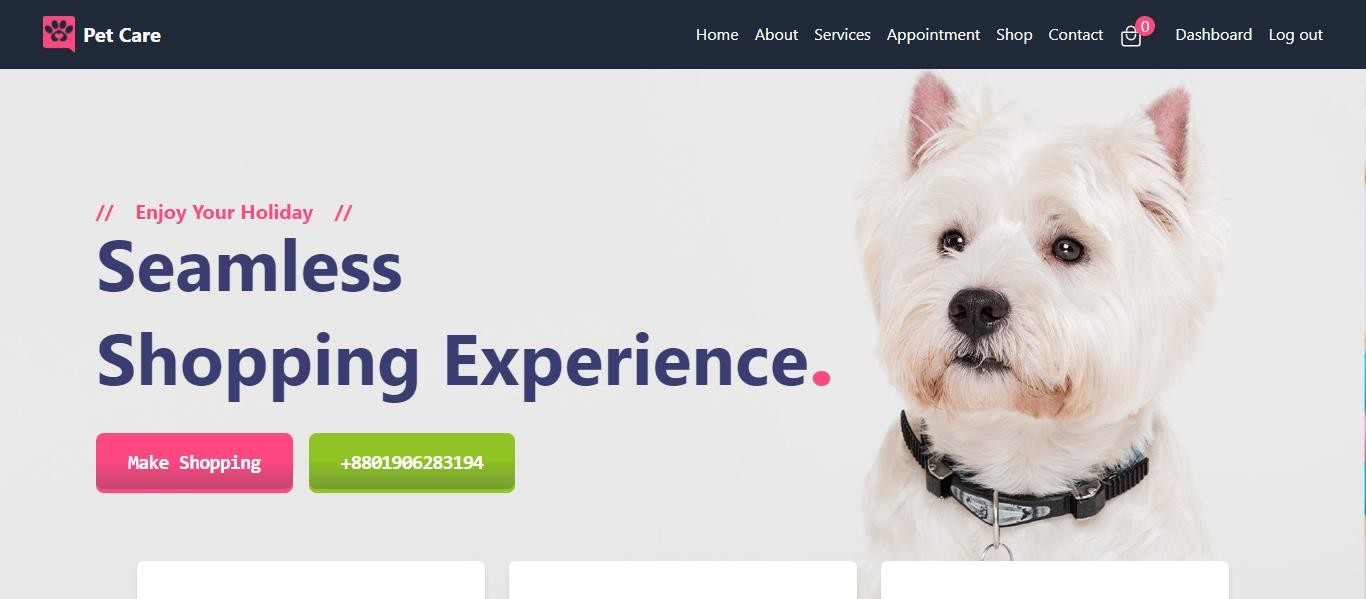 Pet Care
Home About Services Appointment Shop Contact 0 Dashboard Log out
// Enjoy Your Holiday //
Seamless
Shopping Experience.
Make Shopping +8801906283194